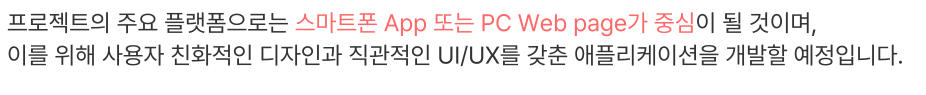 프로젝트의 주요 플랫폼으로는 스마트폰 App 또는 PC Web page가 중심이 될 것이며,
이를 위해 사용자 친화적인 디자인과 직관적인 UI/UX를 갖춘 애플리케이션을 개발할 예정입니다.